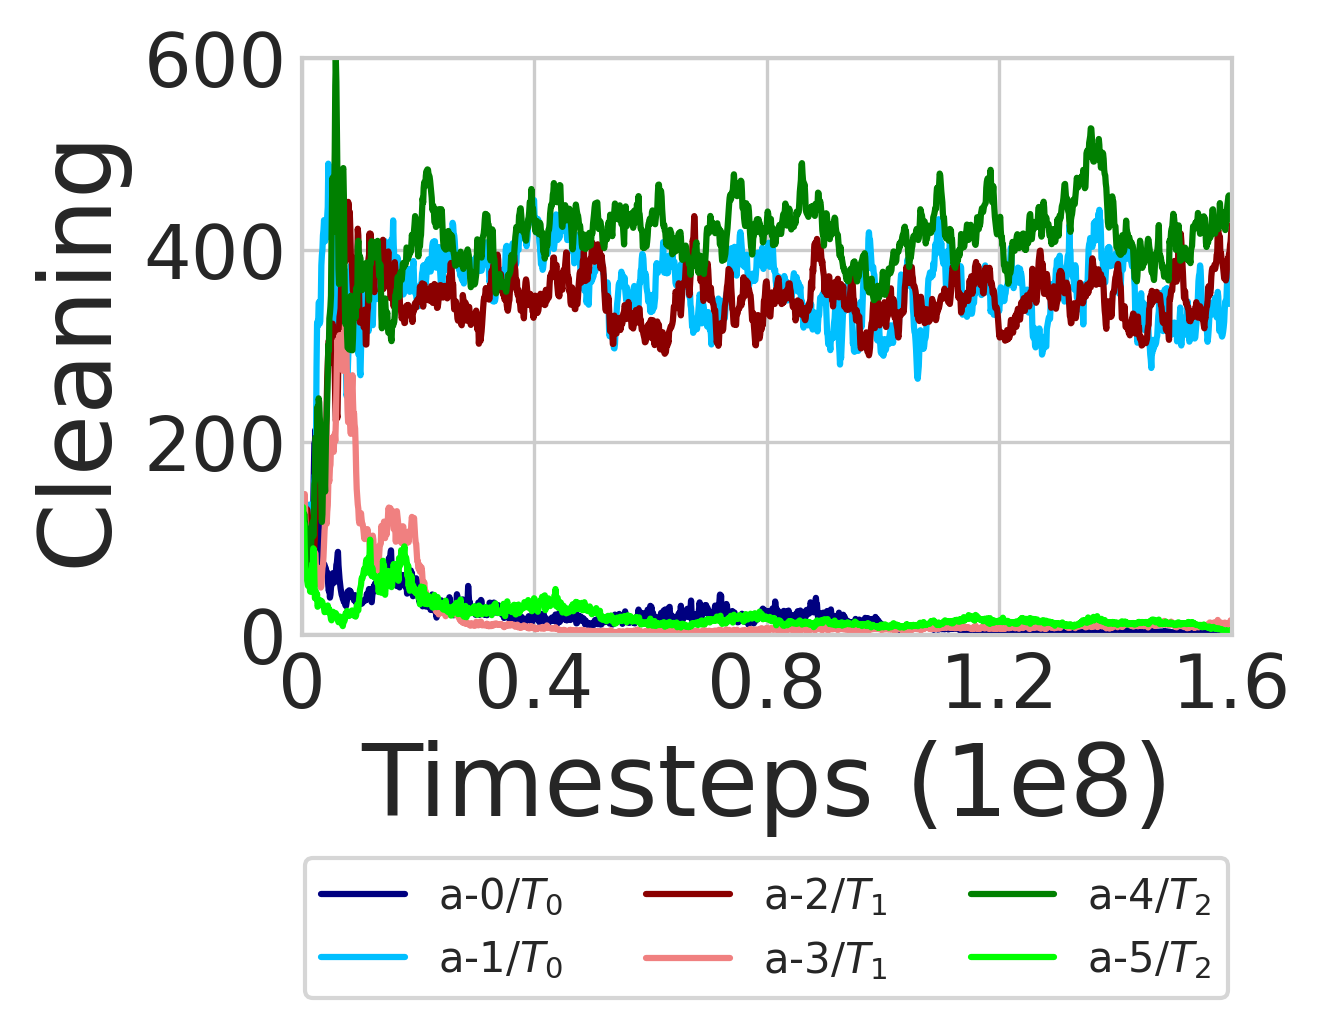 600
400
200
0
Cleaning
0 0.4 0.8 1.2 1.6
Timesteps (1e8)
a-0/T₀ a-2/T₁ a-4/T₂
a-1/T₀ a-3/T₁ a-5/T₂